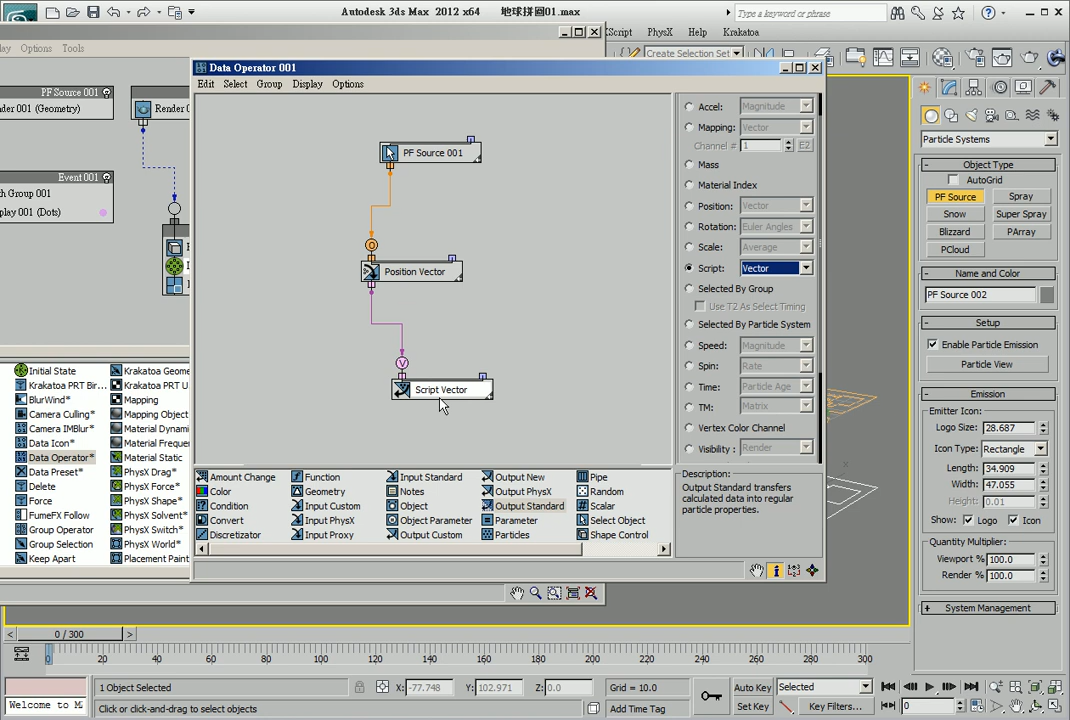 Autodesk 3ds Max 2012 x64
地球拼圖01.max
Type a keyword or phrase
Options
Tools
Script
PhysX
Help
Krakatoa
Create Selection Set
Data Operator 001
Edit
Select
Group
Display
Options
PF Source 001
Render 001 (Geometry)
Event 001
th Group 001
play 001 (Dots)
PF Source 001
Position Vector
Script Vector
O
V
Accel:
Magnitude
Mapping:
Vector
Channel #
1
E2
Mass
Material Index
Position:
Vector
Rotation:
Euler Angles
Scale:
Average
Script:
Vector
Selected By Group
Use T2 As Select Timing
Selected By Particle System
Speed:
Magnitude
Spin:
Rate
Time:
Particle Age
TM:
Matrix
Vertex Color Channel
Visibility :
Render
Description:
Output Standard transfers
calculated data into regular
particle properties.
Amount Change
Function
Input Standard
Output New
Pipe
Color
Geometry
Notes
Output PhysX
Random
Condition
Input Custom
Object
Output Standard
Scalar
Convert
Input PhysX
Object Parameter
Parameter
Select Object
Discretizator
Input Proxy
Output Custom
Particles
Shape Control
Initial State
Krakatoa Geome
Krakatoa PRT Bir...
Krakatoa PRT U
BlurWind*
Mapping
Camera Culling*
Mapping Object
Camera IMBlur*
Material Dynami
Data Icon*
Material Frequen
Data Operator*
Material Static
Data Preset*
PhysX Drag*
Delete
PhysX Force*
Force
PhysX Shape*
FumeFX Follow
PhysX Solvent*
Group Operator
PhysX Switch*
Group Selection
PhysX World*
Keep Apart
Placement Paint
Particle Systems
Object Type
AutoGrid
PF Source
Spray
Snow
Super Spray
Blizzard
PArray
PCloud
Name and Color
PF Source 002
Setup
Enable Particle Emission
Particle View
Emission
Emitter Icon:
Logo Size:
28.687
Icon Type:
Rectangle
Length:
34.909
Width:
47.055
Height:
0.01
Show:
Logo
Icon
Quantity Multiplier:
Viewport %
100.0
Render %
100.0
System Management
0 / 300
0
20
40
60
80
100
120
140
160
180
200
220
240
260
280
300
1 Object Selected
X:
-77.748
Y:
102.971
Z:
0.0
Grid = 10.0
Auto Key
Selected
Welcome to M
Click or click-and-drag to select objects
Add Time Tag
Set Key
Key Filters...
0